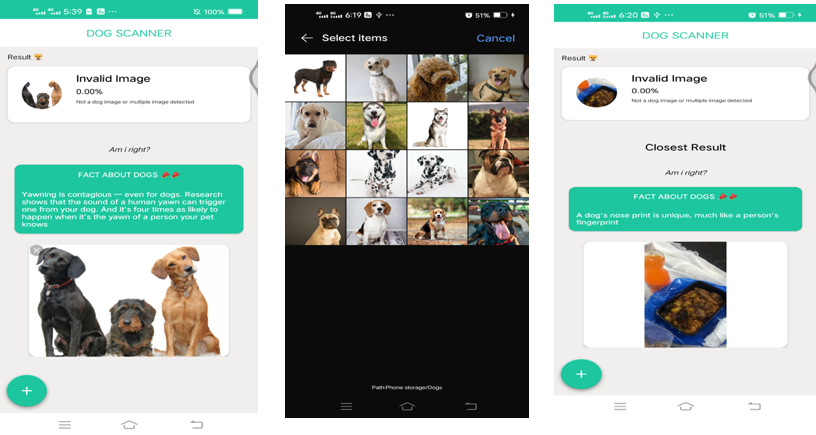 5:39
100%
DOG SCANNER
Result
Invalid Image
0.00%
Not a dog image or multiple image detected
Am i right?
FACT ABOUT DOGS
Yawning is contagious — even for dogs. Research
shows that the sound of a human yawn can trigger
one from your dog. And it's four times as likely to
happen when it's the yawn of a person your pet
knows
+
6:19
51%
Select items
Cancel
Path:Phone storage/Dogs
6:20
51%
DOG SCANNER
Result
Invalid Image
0.00%
Not a dog image or multiple image detected
Closest Result
Am i right?
FACT ABOUT DOGS
A dog's nose print is unique, much like a person's
fingerprint
+